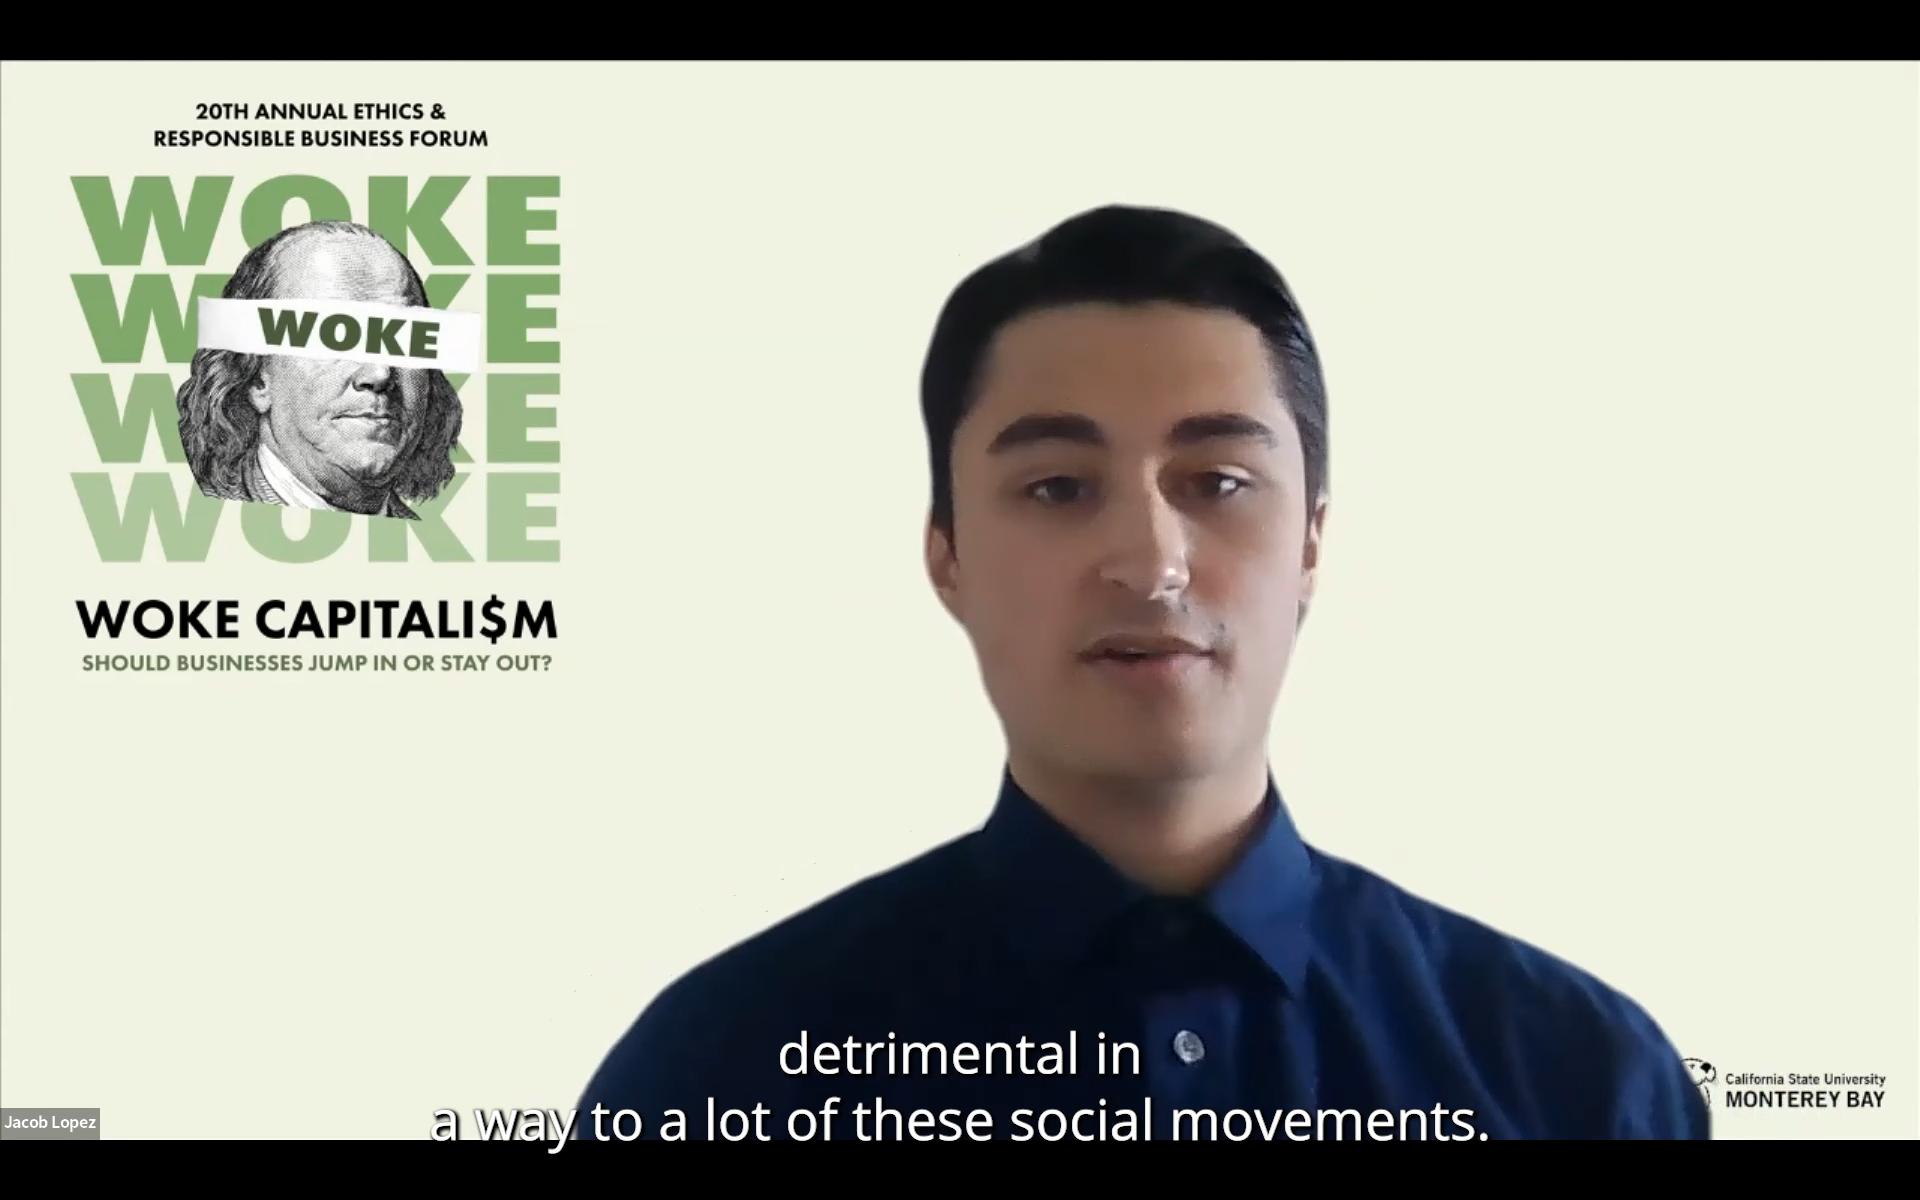 20TH ANNUAL ETHICS &
RESPONSIBLE BUSINESS FORUM
WOKE
WOKE
WOKE
WOKE
WOKE
WOKE CAPITALI$M
SHOULD BUSINESSES JUMP IN OR STAY OUT?
detrimental in
a way to a lot of these social movements.
California State University
MONTEREY BAY
Jacob Lopez